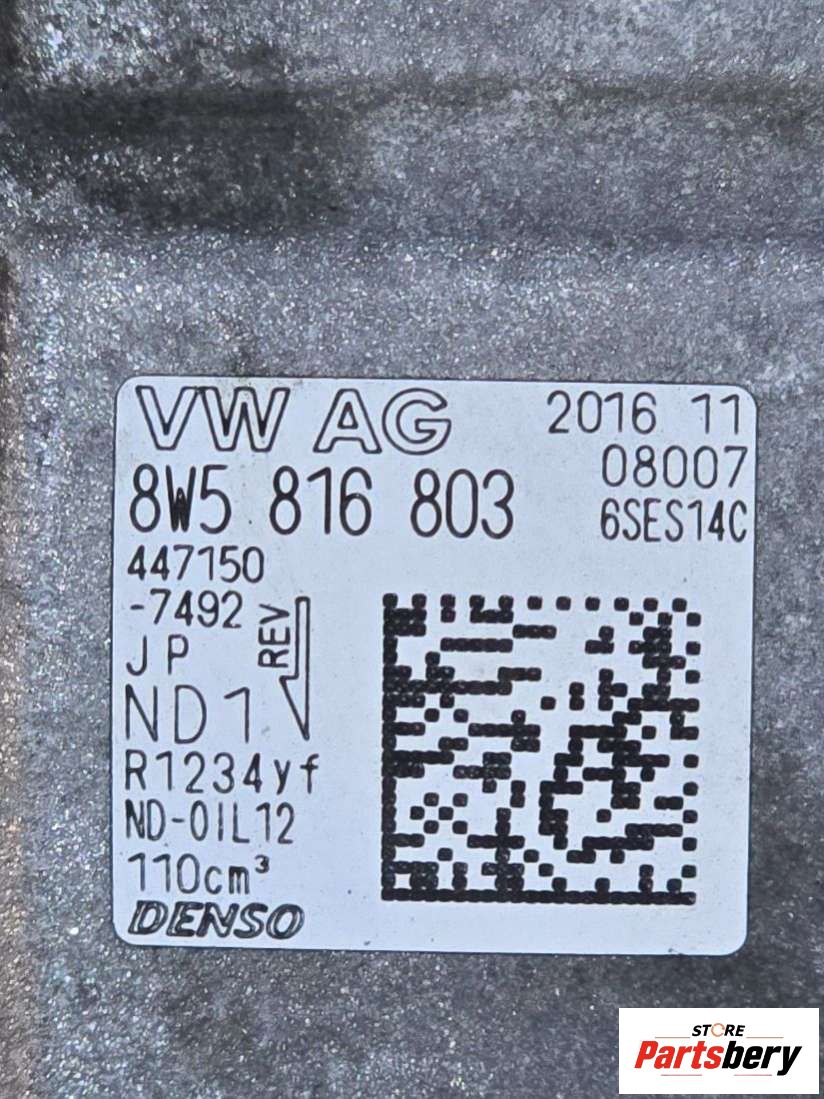 VW AG 2016 11
08007
8W5 816 803 6SES14C
447150
-7492
REV
JP
ND1
R1234yf
ND-OIL12
110cm³
DENSO
STORE
Partsbery